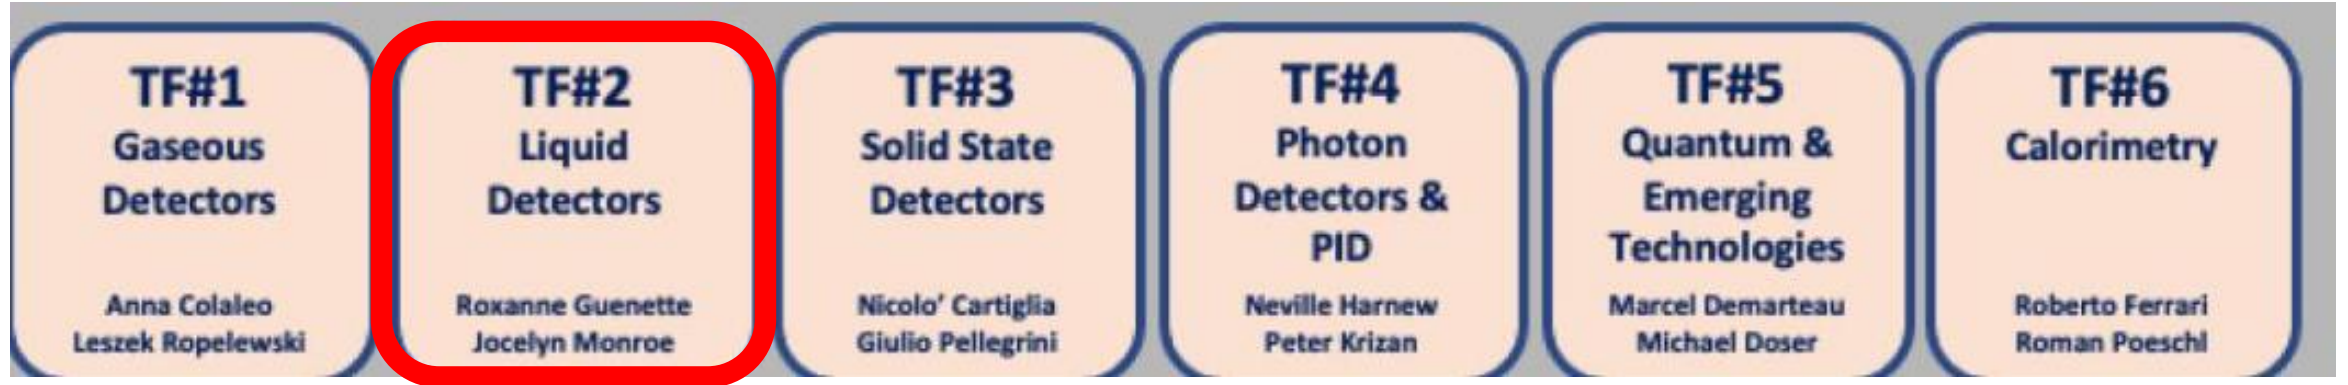 TF#1
Gaseous
Detectors
Anna Colaleo
Leszek Ropelewski
TF#2
Liquid
Detectors
Roxanne Guenette
Jocelyn Monroe
TF#3
Solid State
Detectors
Nicolo' Cartiglia
Giulio Pellegrini
TF#4
Photon
Detectors &
PID
Neville Harnew
Peter Krizan
TF#5
Quantum &
Emerging
Technologies
Marcel Demarteau
Michael Doser
TF#6
Calorimetry
Roberto Ferrari
Roman Poeschl